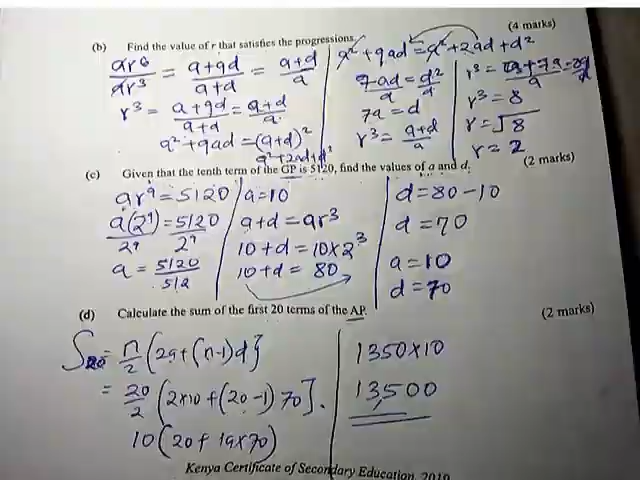 (4 marks)
(b) Find the value of r that satisfies the progressions.
ar⁶/ar³ = a+9d/a+d = a+d/a
r³ = a+9d/a+d = a+d/a
a²+9ad=(a+d)²
a²+2ad+d²
a²+9ad = a²+2ad+d²
7ad/a = d²/d
7a = d
r³ = a+d/a
r³ = a+7a/a = 8a/a
r³ = 8
r = √8
r = 2
(2 marks)
(c) Given that the tenth term of the GP is 5120, find the values of a and d.
ar⁹ = 5120
a(2⁹)/2⁹ = 5120/2⁹
a = 5120/512
a = 10
a+d = ar³
10+d = 10×2³
10+d = 80
d = 80-10
d = 70
a = 10
d = 70
(d) Calculate the sum of the first 20 terms of the AP.
(2 marks)
S₂₀ = n/2 (2a+(n-1)d}
= 20/2 (2×10+(20-1)70].
10(20+19×70)
1350×10
13,500
Kenya Certificate of Secondary Education, 2010